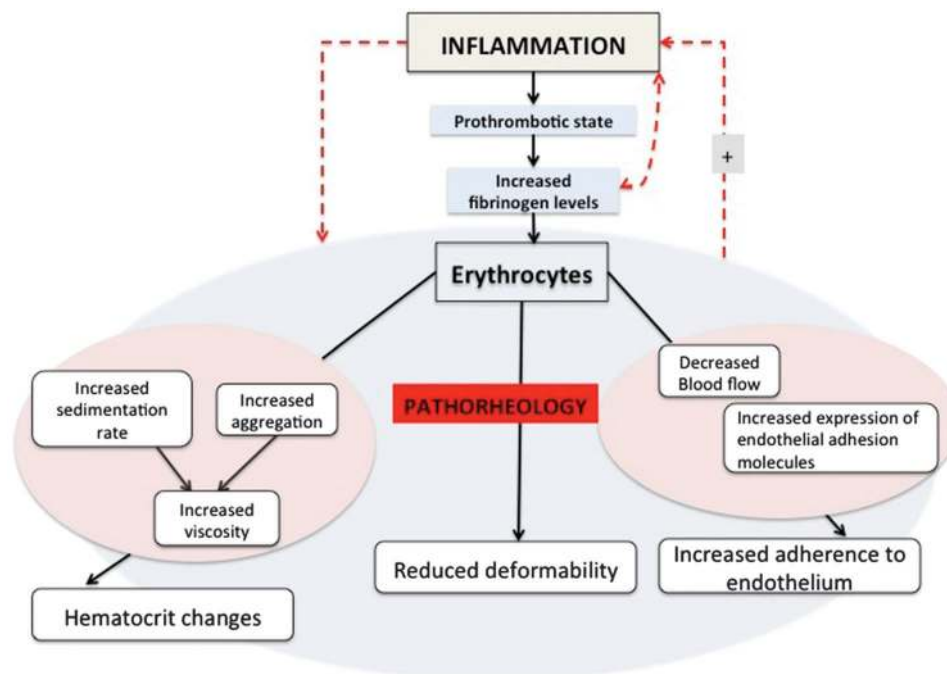 INFLAMMATION
Prothrombotic state
+
Increased
fibrinogen levels
Erythrocytes
Increased
sedimentation
rate
Increased
aggregation
Increased
viscosity
PATHORHEOLOGY
Decreased
Blood flow
Increased expression of
endothelial adhesion
molecules
Hematocrit changes
Reduced deformability
Increased adherence to
endothelium